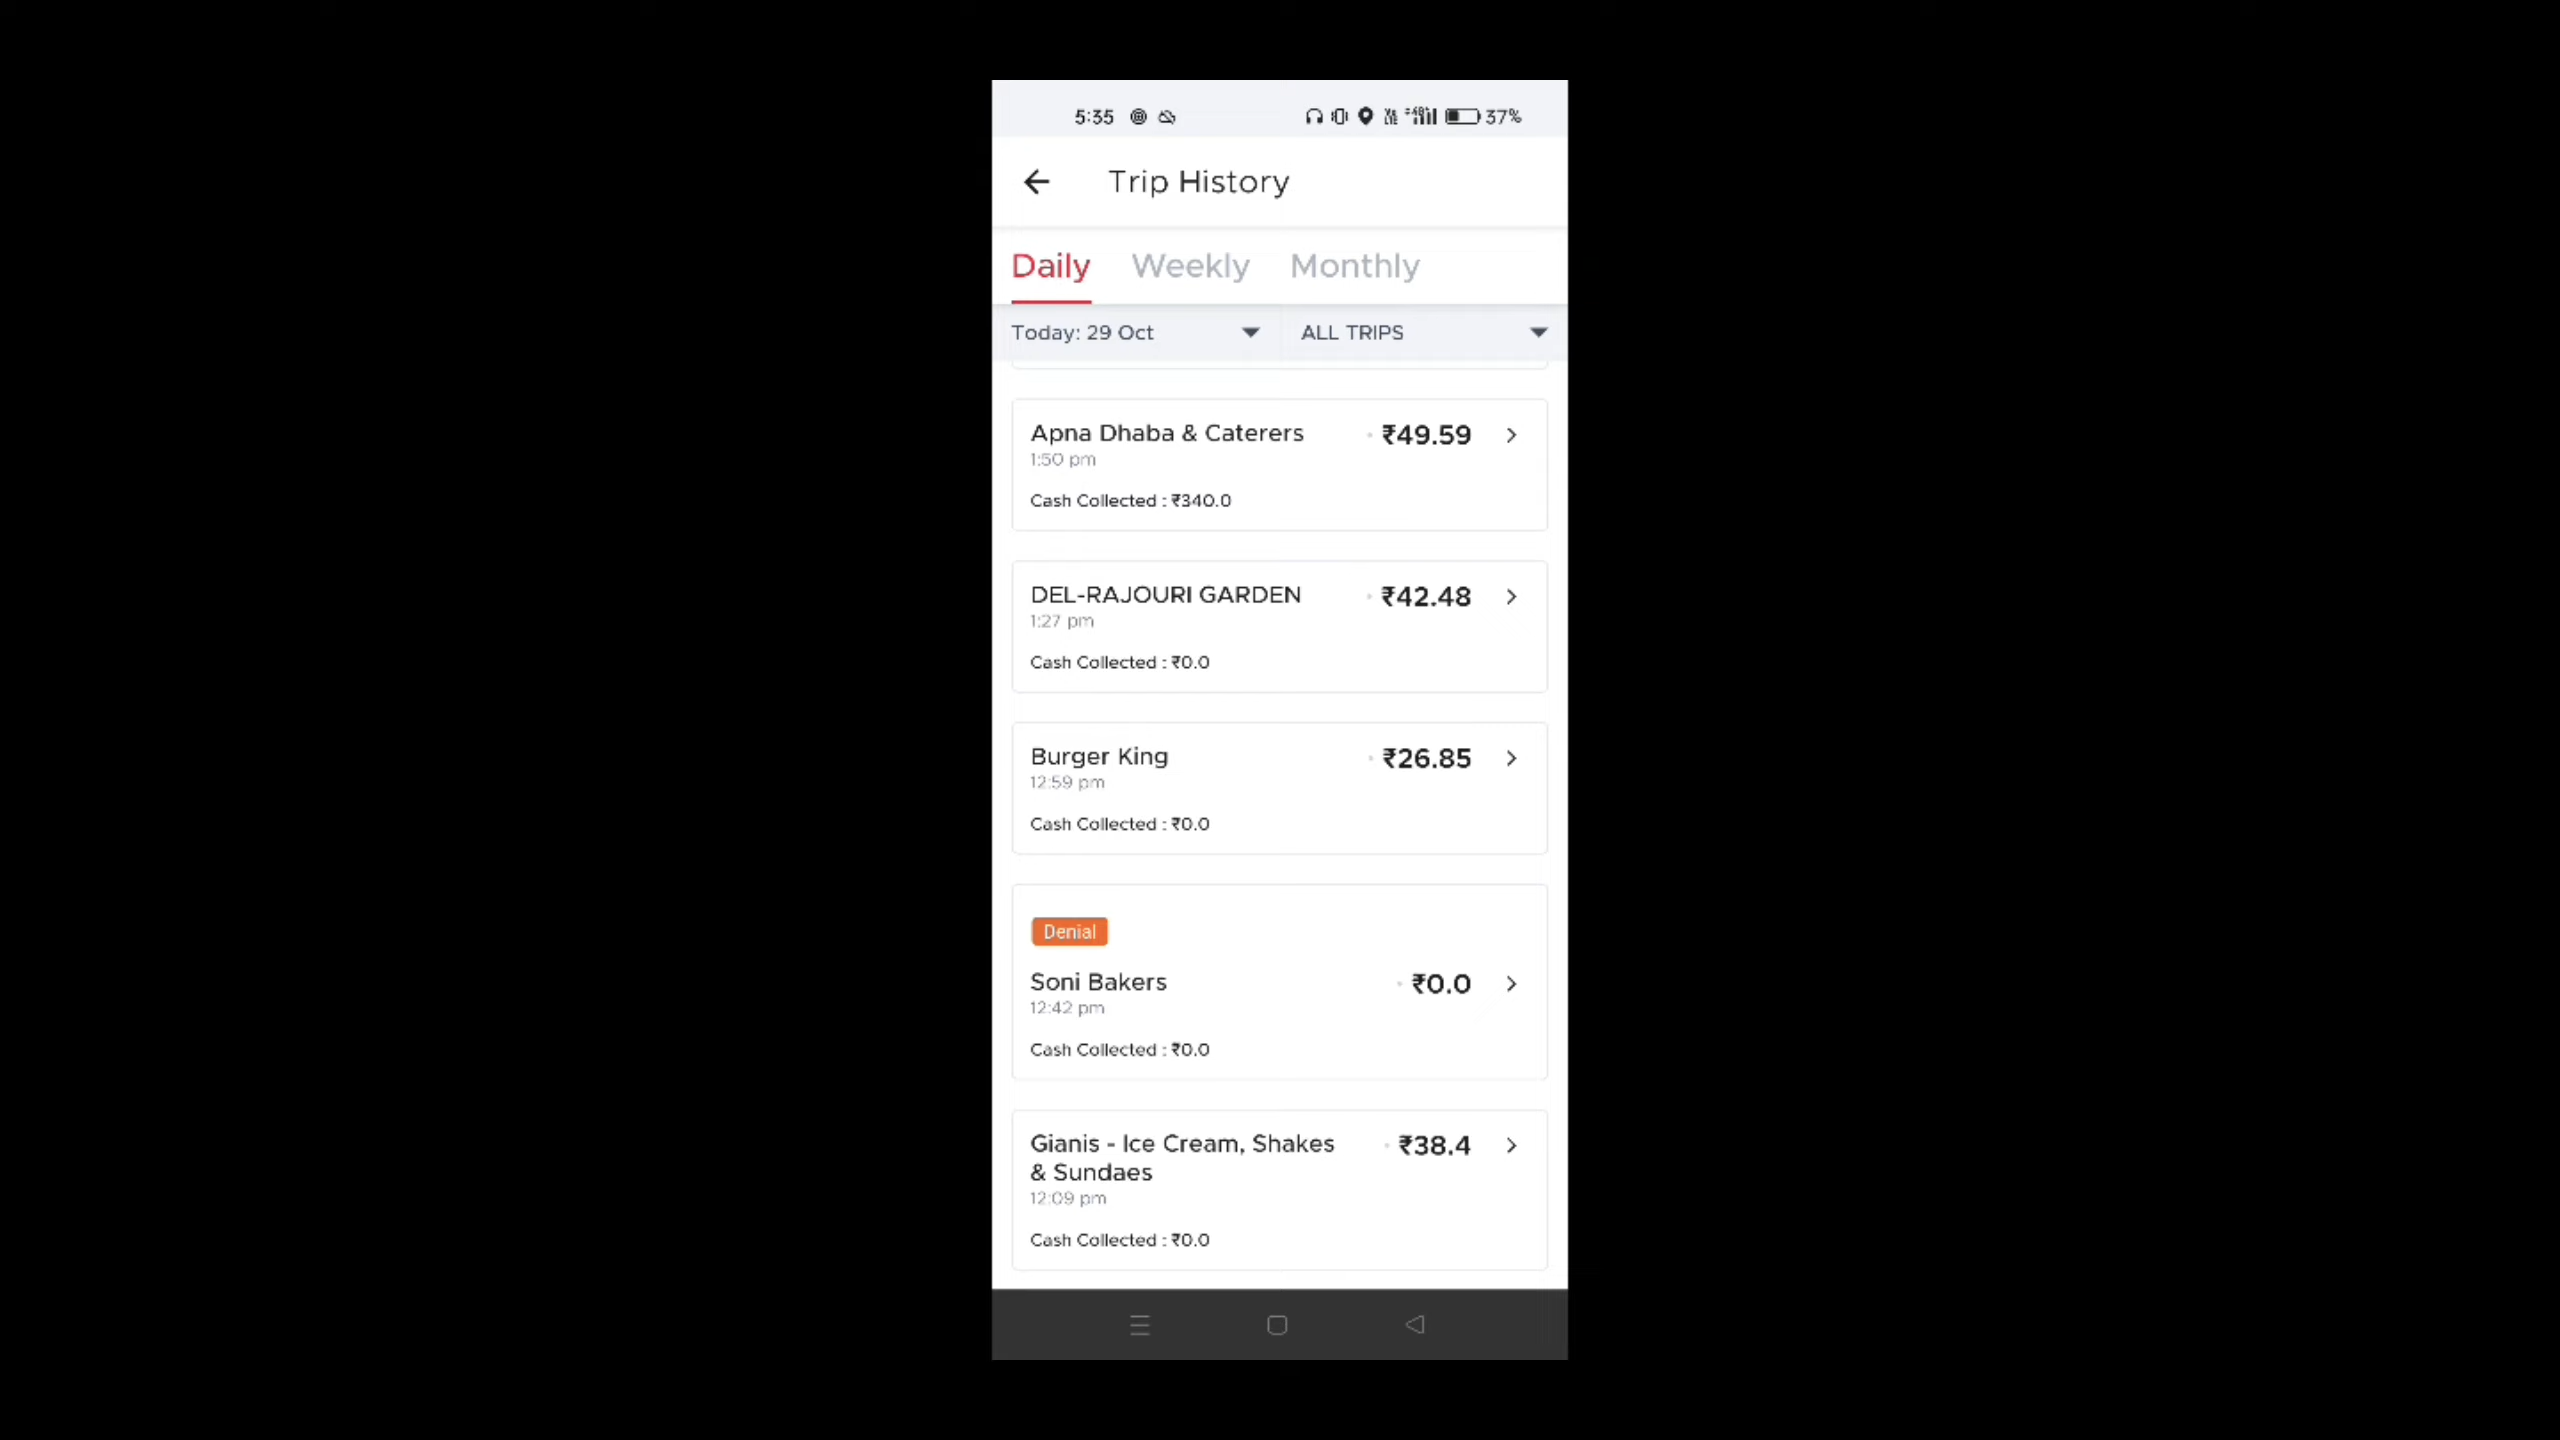 5:35
37%
Trip History
Daily Weekly Monthly
Today: 29 Oct ALL TRIPS
Apna Dhaba & Caterers ₹49.59
1:50 pm
Cash Collected : ₹340.0
DEL-RAJOURI GARDEN ₹42.48
1:27 pm
Cash Collected : ₹0.0
Burger King ₹26.85
12:59 pm
Cash Collected : ₹0.0
Denial
Soni Bakers ₹0.0
12:42 pm
Cash Collected : ₹0.0
Gianis - Ice Cream, Shakes ₹38.4
& Sundaes
12:09 pm
Cash Collected : ₹0.0